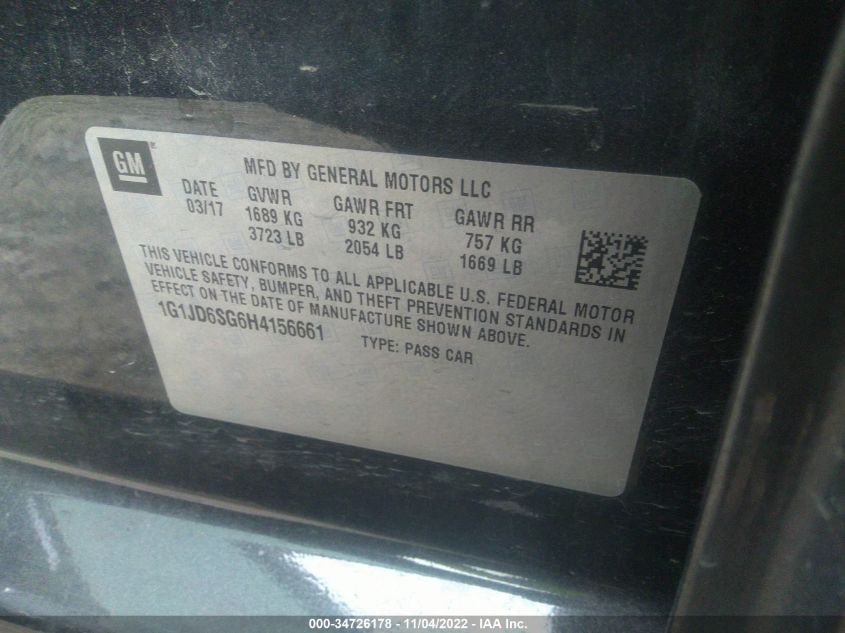 GM
MFD BY GENERAL MOTORS LLC
DATE GVWR GAWR FRT GAWR RR
03/17 1689 KG 932 KG 757 KG
3723 LB 2054 LB 1669 LB
THIS VEHICLE CONFORMS TO ALL APPLICABLE U.S. FEDERAL MOTOR
VEHICLE SAFETY, BUMPER, AND THEFT PREVENTION STANDARDS IN
EFFECT ON THE DATE OF MANUFACTURE SHOWN ABOVE.
1G1JD6SG6H4156661 TYPE: PASS CAR
000-34726178 - 11/04/2022 - IAA Inc.